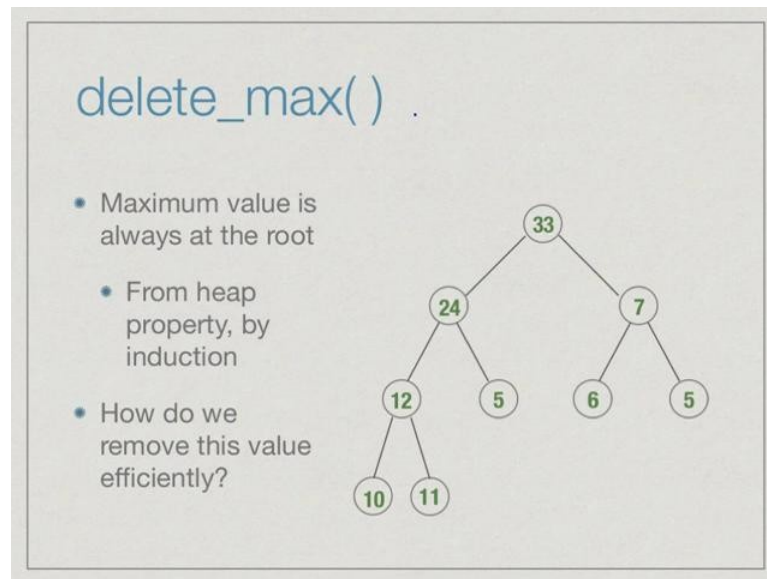 delete_max( ) .
Maximum value is
always at the root
From heap
property, by
induction
How do we
remove this value
efficiently?
33
24
7
12
5
6
5
10
11